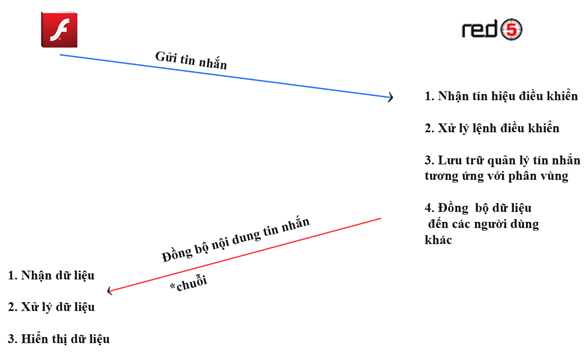 red5
Gửi tin nhắn
1. Nhận tín hiệu điều khiển
2. Xử lý lệnh điều khiển
3. Lưu trữ quản lý tín nhắn
tương ứng với phân vùng
4. Đồng bộ dữ liệu
đến các người dùng
khác
Đồng bộ nội dung tin nhắn
*chuỗi
1. Nhận dữ liệu
2. Xử lý dữ liệu
3. Hiển thị dữ liệu